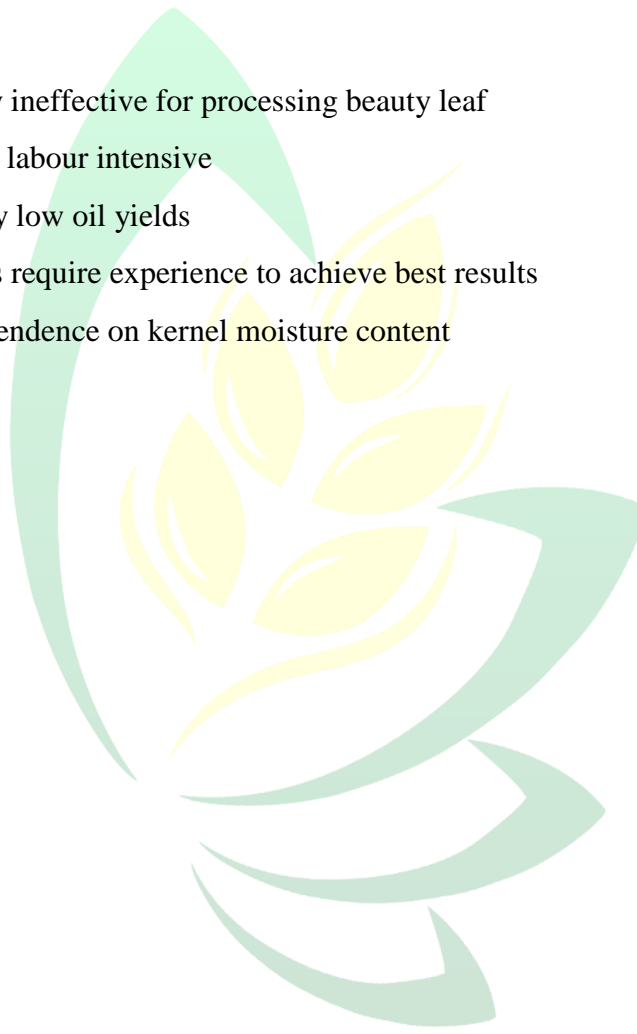 ineffective for processing beauty leaf
labour intensive
low oil yields
require experience to achieve best results
on kernel moisture content